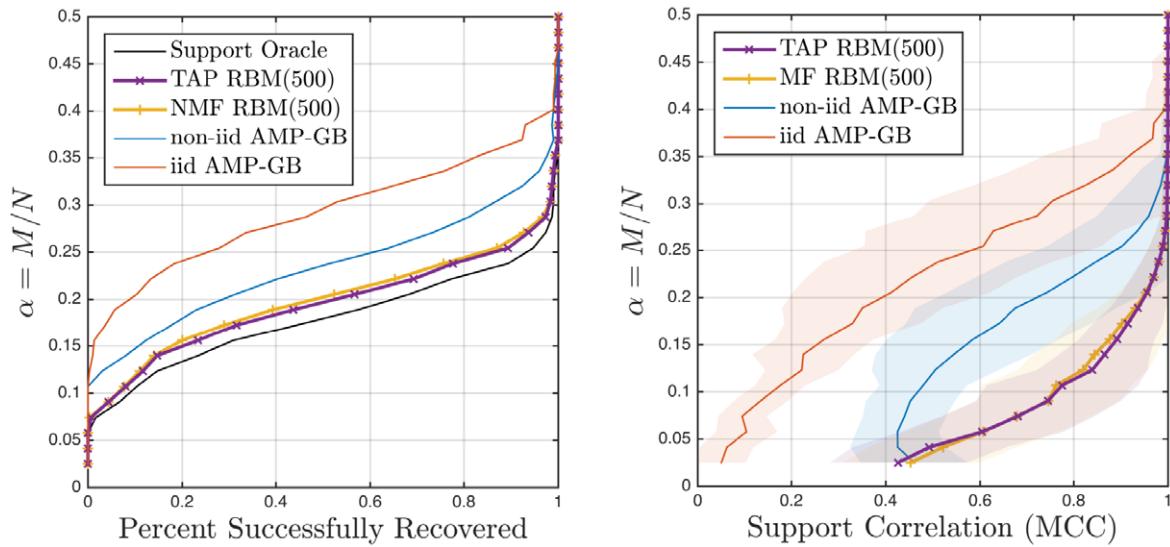 0.5
0.45
0.4
0.35
0.3
0.25
0.2
0.15
0.1
0.05
0
α = M/N
Support Oracle
TAP RBM(500)
NMF RBM(500)
non-iid AMP-GB
iid AMP-GB
0 0.2 0.4 0.6 0.8 1
Percent Successfully Recovered
0.5
0.45
0.4
0.35
0.3
0.25
0.2
0.15
0.1
0.05
0
α = M/N
TAP RBM(500)
MF RBM(500)
non-iid AMP-GB
iid AMP-GB
0 0.2 0.4 0.6 0.8 1
Support Correlation (MCC)